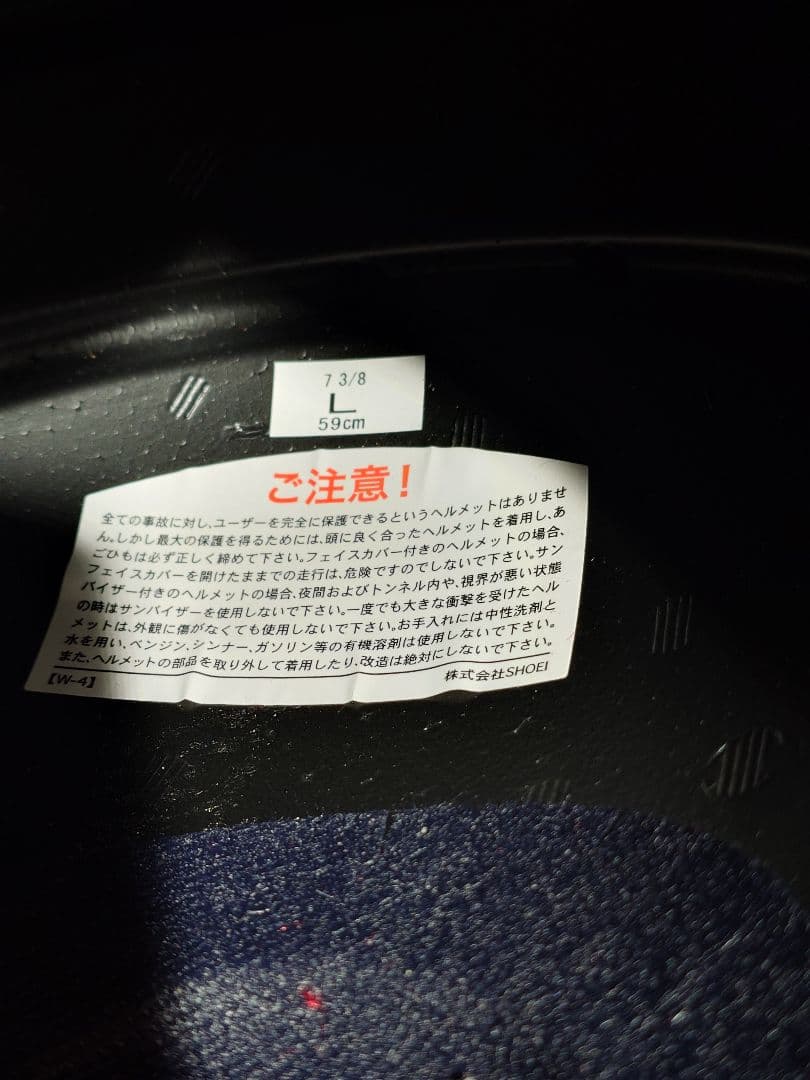 7 3/8
L
59cm
ご注意!
全ての事故に対し、ユーザーを完全に保護できるというヘルメットはありませ
ん。しかし最大の保護を得るためには、頭に良く合ったヘルメットを着用し、あ
ごひもは必ず正しく締めて下さい。フェイスカバー付きのヘルメットの場合、
フェイスカバーを開けたままでの走行は、危険ですのでしないで下さい。サン
バイザー付きのヘルメットの場合、夜間およびトンネル内や、視界が悪い状態
の時はサンバイザーを使用しないで下さい。一度でも大きな衝撃を受けたヘル
メットは、外観に傷がなくても使用しないで下さい。お手入れには中性洗剤と
水を用い、ベンジン、シンナー、ガソリン等の有機溶剤は使用しないで下さい。
また、ヘルメットの部品を取り外して着用したり、改造は絶対にしないで下さい。
【W-4】 株式会社SHOEI